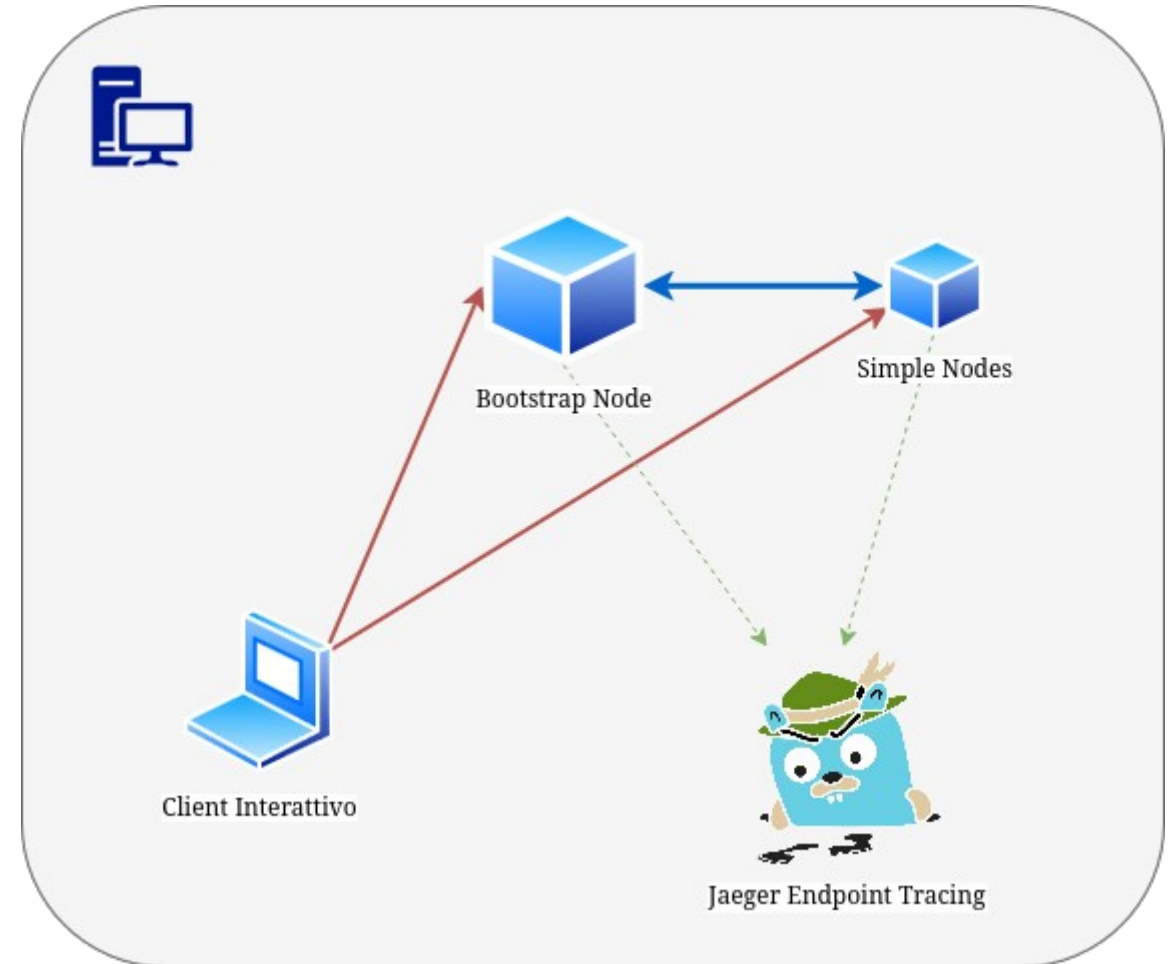 Bootstrap Node
Simple Nodes
Client Interattivo
Jaeger Endpoint Tracing